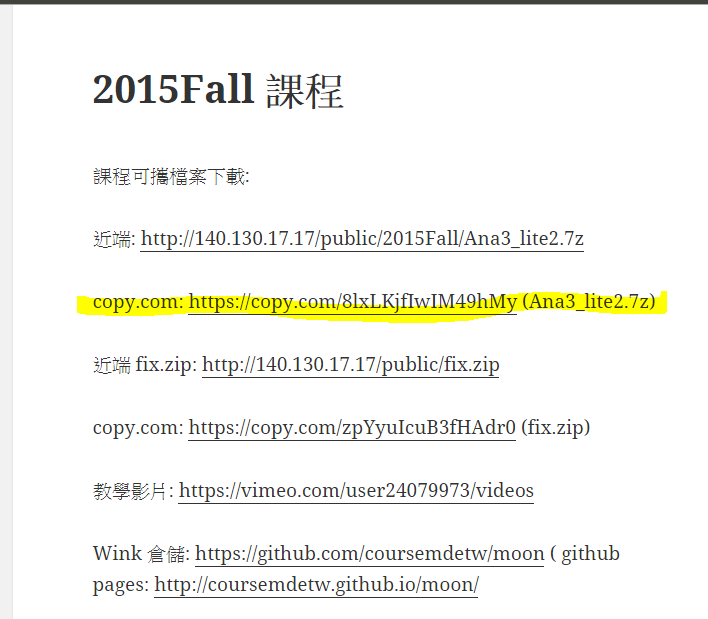 2015Fall 課程
課程可攜檔案下載:
近端: http://140.130.17.17/public/2015Fall/Ana3_lite2.7z
copy.com: https://copy.com/8lxLKjfIwIM49hMy (Ana3_lite2.7z)
近端 fix.zip: http://140.130.17.17/public/fix.zip
copy.com: https://copy.com/zpYyuIcuB3fHAdr0 (fix.zip)
教學影片: https://vimeo.com/user24079973/videos
Wink 倉儲: https://github.com/coursemdetw/moon ( github
pages: http://coursemdetw.github.io/moon/